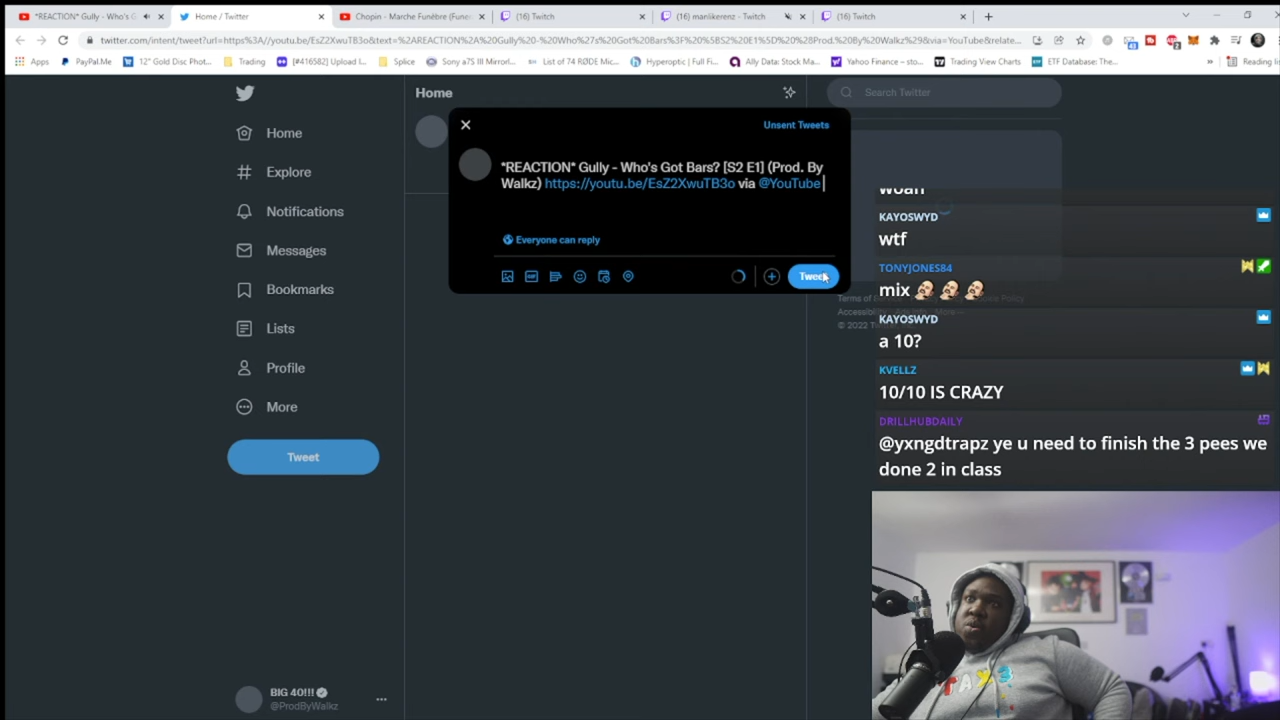 *REACTION* Gully - Who's G
Home / Twitter
Chopin - Marche Funèbre (Fune
(16) Twitch
(16) manlikerenz - Twitch
(16) Twitch
twitter.com/intent/tweet?url=https%3A//youtu.be/EsZ2XwuTB3o&text=%2AREACTION%2A%20Gully%20-%20Who%27s%20Got%20Bars%3F%20%5BS2%20E1%5D%20%28Prod.%20By%20Walkz%29&via=YouTube&relate...
Apps
PayPal.Me
12" Gold Disc Phot...
Trading
[#416582] Upload I...
Splice
Sony a7S III Mirrorl...
List of 74 RØDE Mic...
Hyperoptic | Full Fi...
Ally Data: Stock Ma...
Yahoo Finance – sto...
Trading View Charts
ETF Database: The...
»
Reading li
Home
Search Twitter
Home
Explore
Notifications
Messages
Bookmarks
Lists
Profile
More
Tweet
BIG 40!!!
@ProdByWalkz
Unsent Tweets
*REACTION* Gully - Who's Got Bars? [S2 E1] (Prod. By
Walkz) https://youtu.be/EsZ2XwuTB3o via @YouTube
Everyone can reply
Tweet
Terms of
Cookie Policy
Accessibi
More
© 2022 Tw
woah
KAYOSWYD
wtf
TONYJONES84
mix
KAYOSWYD
a 10?
KVELLZ
10/10 IS CRAZY
DRILLHUBDAILY
@yxngdtrapz ye u need to finish the 3 pees we
done 2 in class